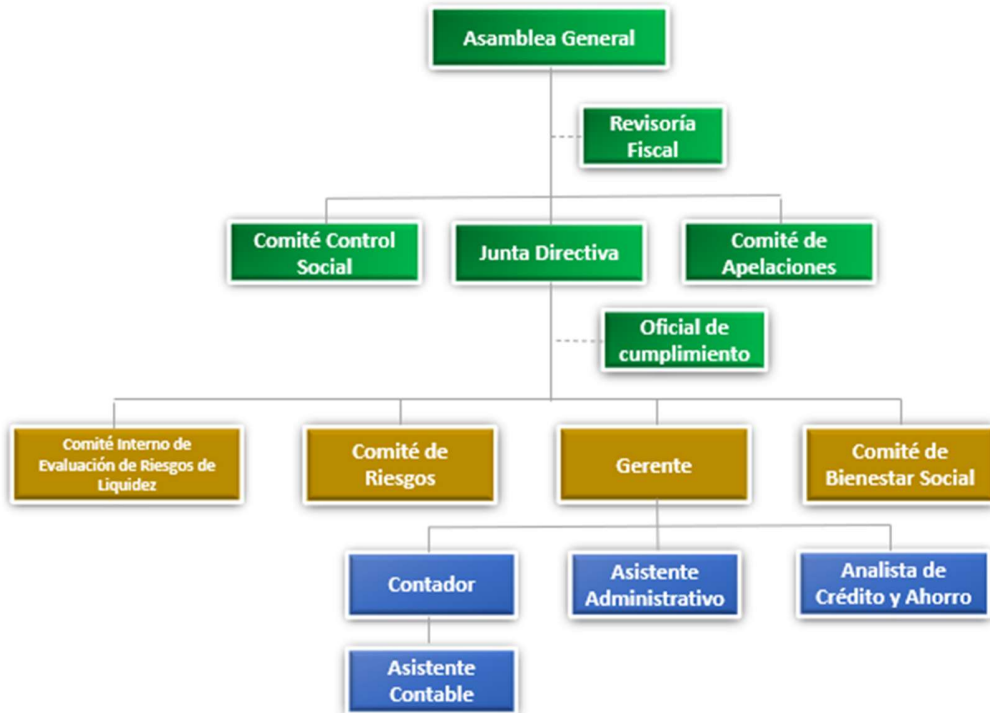 Asamblea General
Revisoría
Fiscal
Comité Control
Social
Junta Directiva
Comité de
Apelaciones
Oficial de
cumplimiento
Comité Interno de
Evaluación de Riesgos de
Liquidez
Comité de
Riesgos
Gerente
Comité de
Bienestar Social
Contador
Asistente
Administrativo
Analista de
Crédito y Ahorro
Asistente
Contable